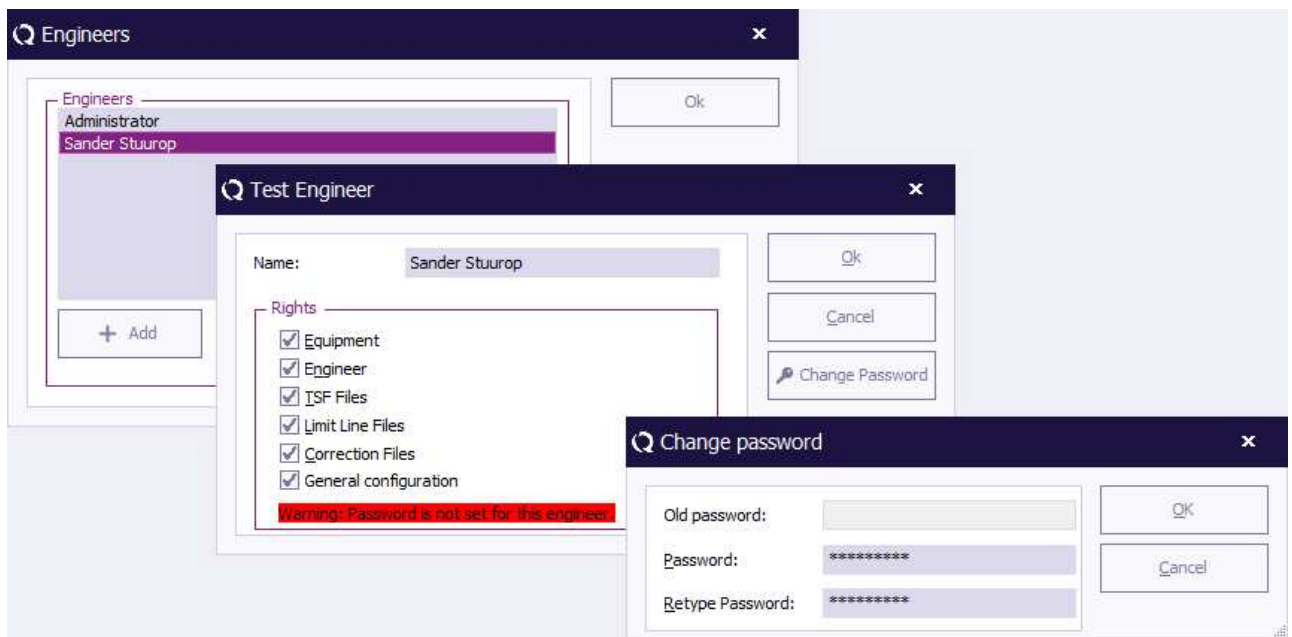 Engineers
Engineers
Ok
Administrator
Sander Stuurop
+ Add
Test Engineer
Name: Sander Stuurop
Ok
Rights
Cancel
Equipment
Engineer
Change Password
TSF Files
Limit Line Files
Correction Files
General configuration
Warning: Password is not set for this engineer.
Change password
Old password:
OK
Password: *********
Cancel
Retype Password: *********